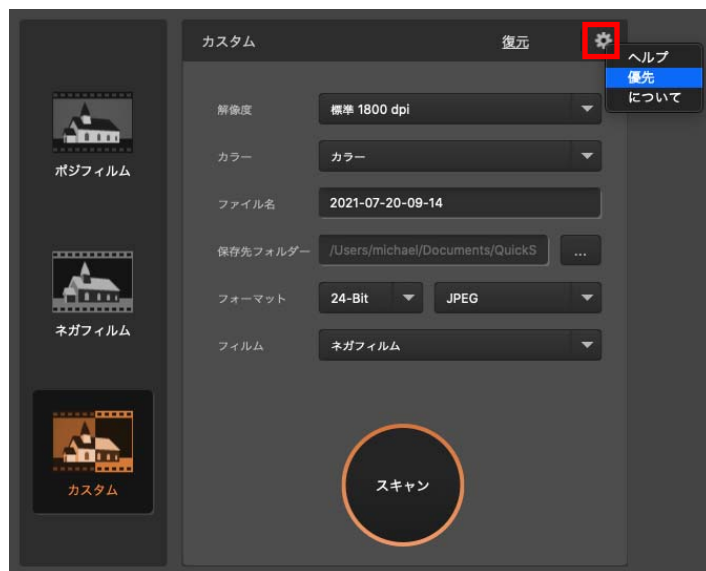 カスタム 復元
ヘルプ
優先
について
解像度 標準 1800 dpi
カラー カラー
ファイル名 2021-07-20-09-14
保存先フォルダー /Users/michael/Documents/QuickS ...
フォーマット 24-Bit JPEG
フィルム ネガフィルム
スキャン
ポジフィルム
ネガフィルム
カスタム